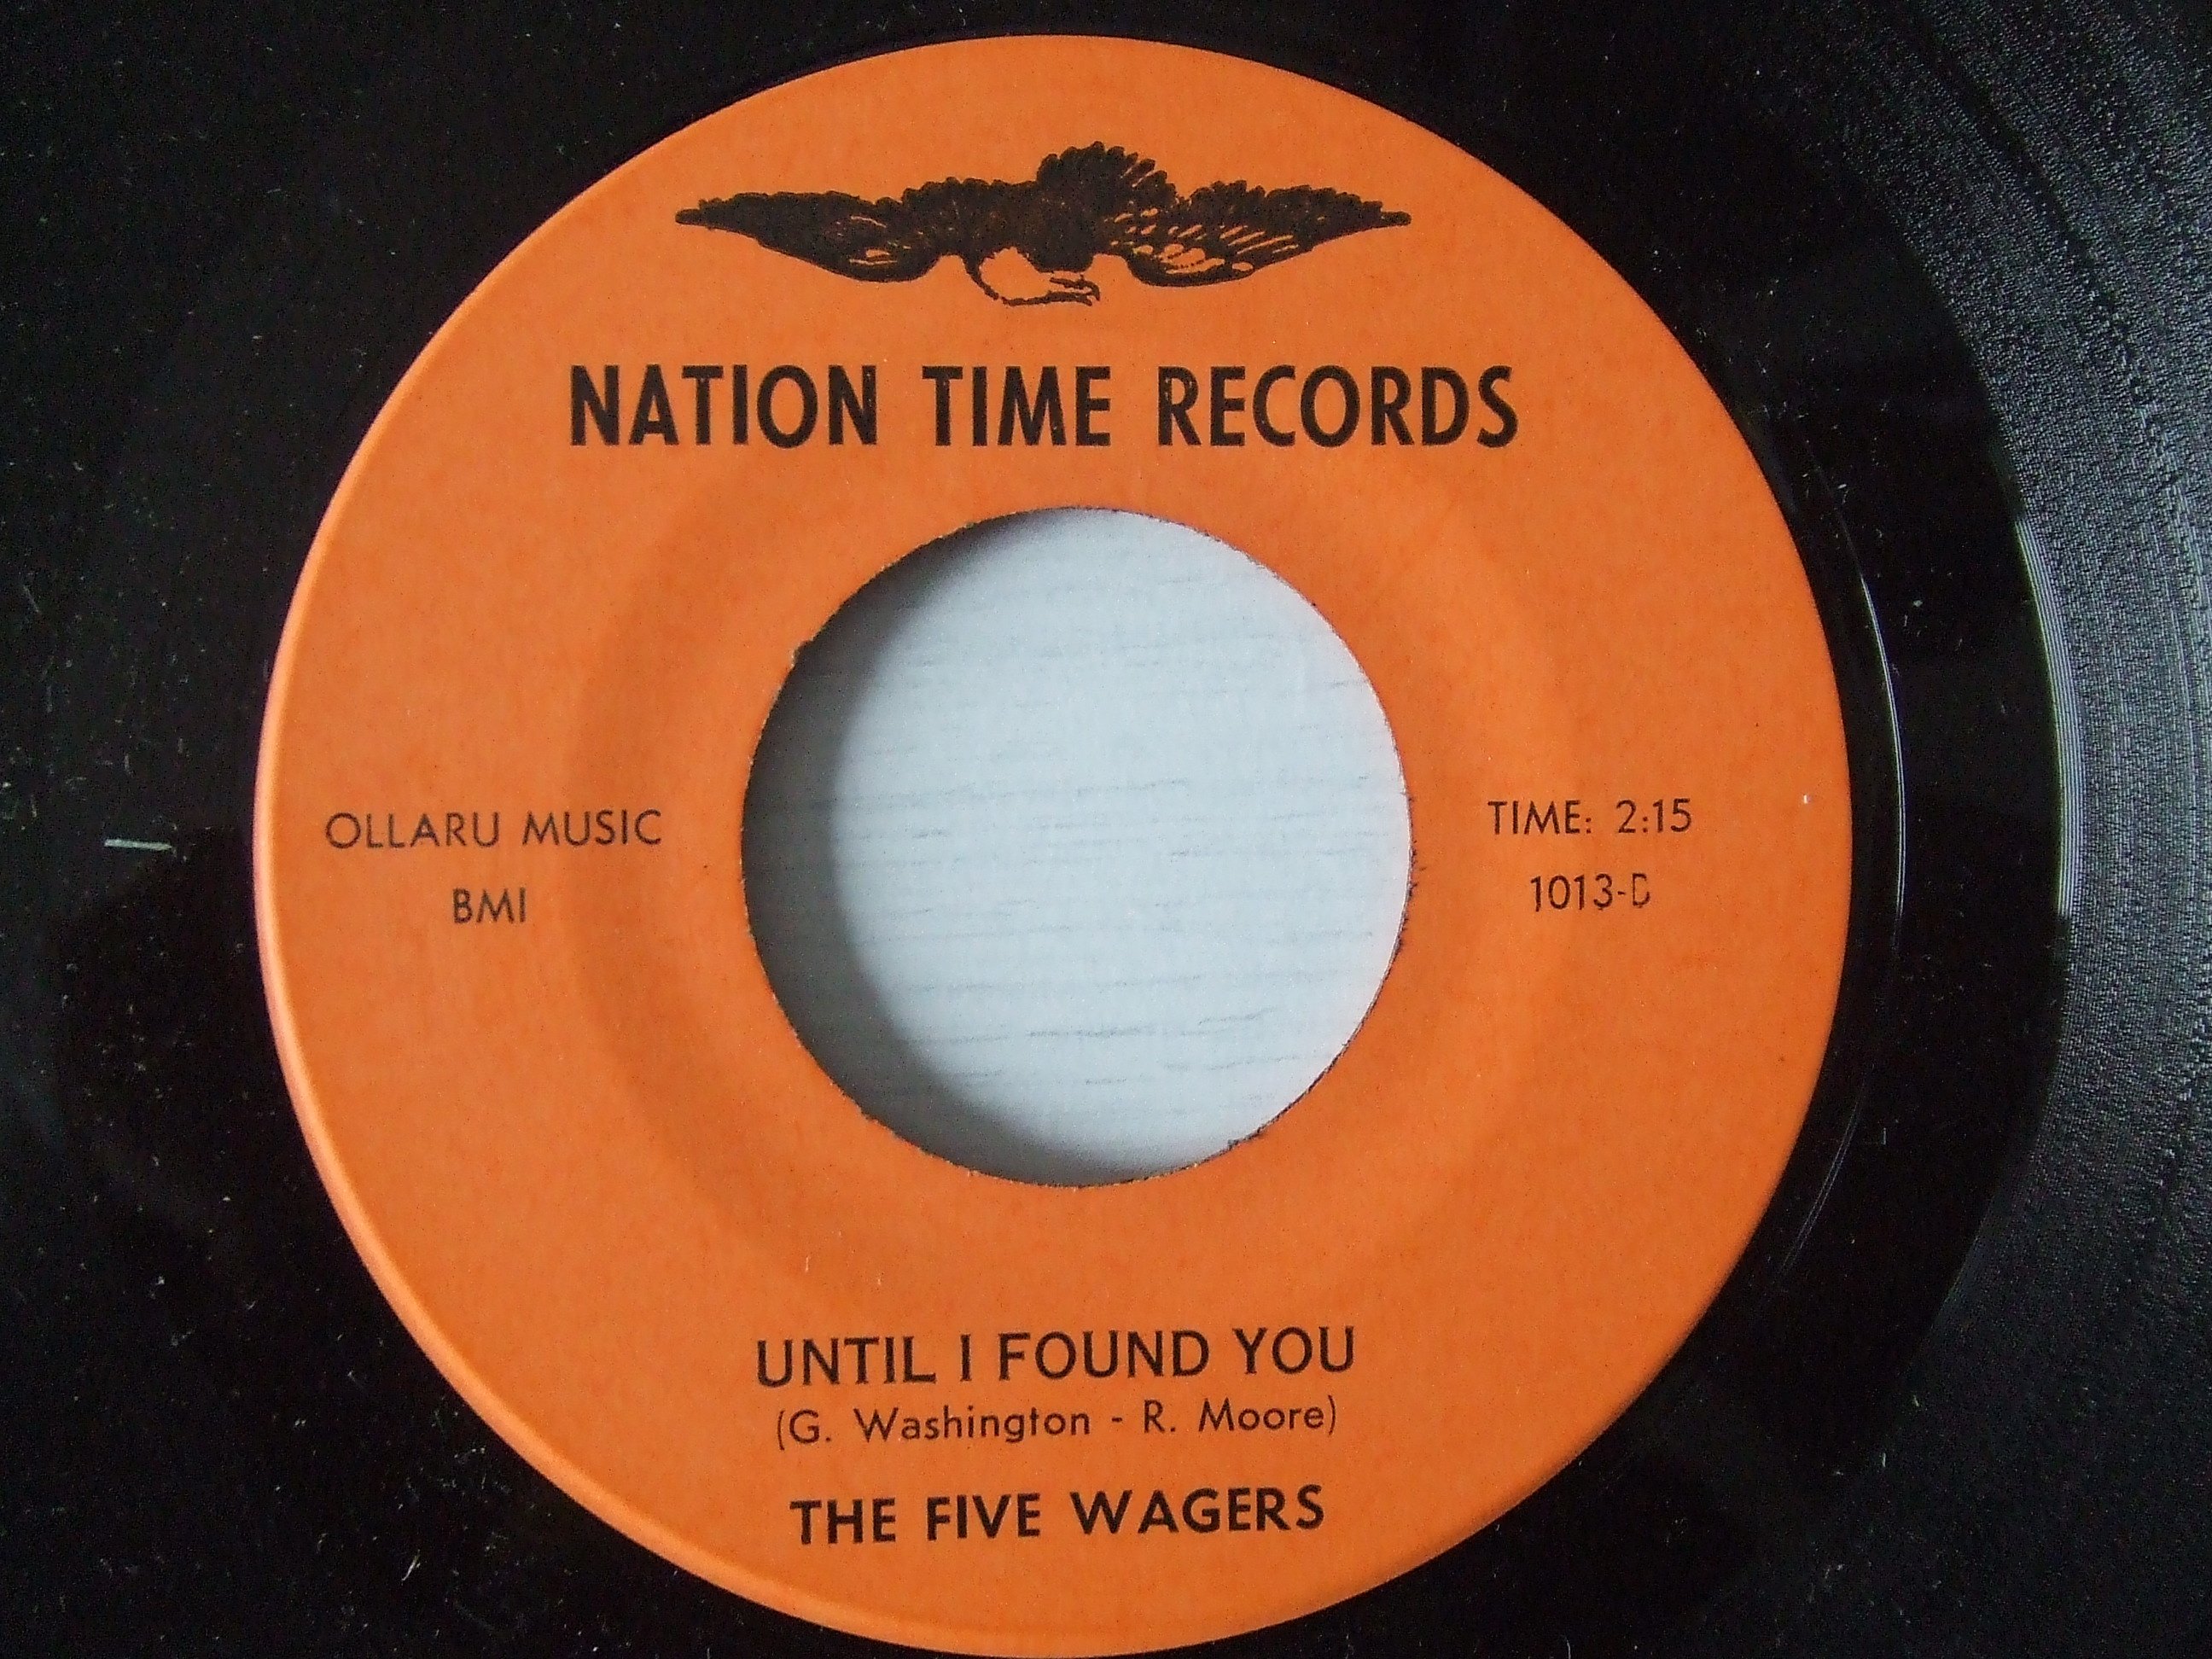 NATION TIME RECORDS
OLLARU MUSIC
BMI
TIME: 2:15
1013-B
UNTIL I FOUND YOU
(G. Washington - R. Moore)
THE FIVE WAGERS